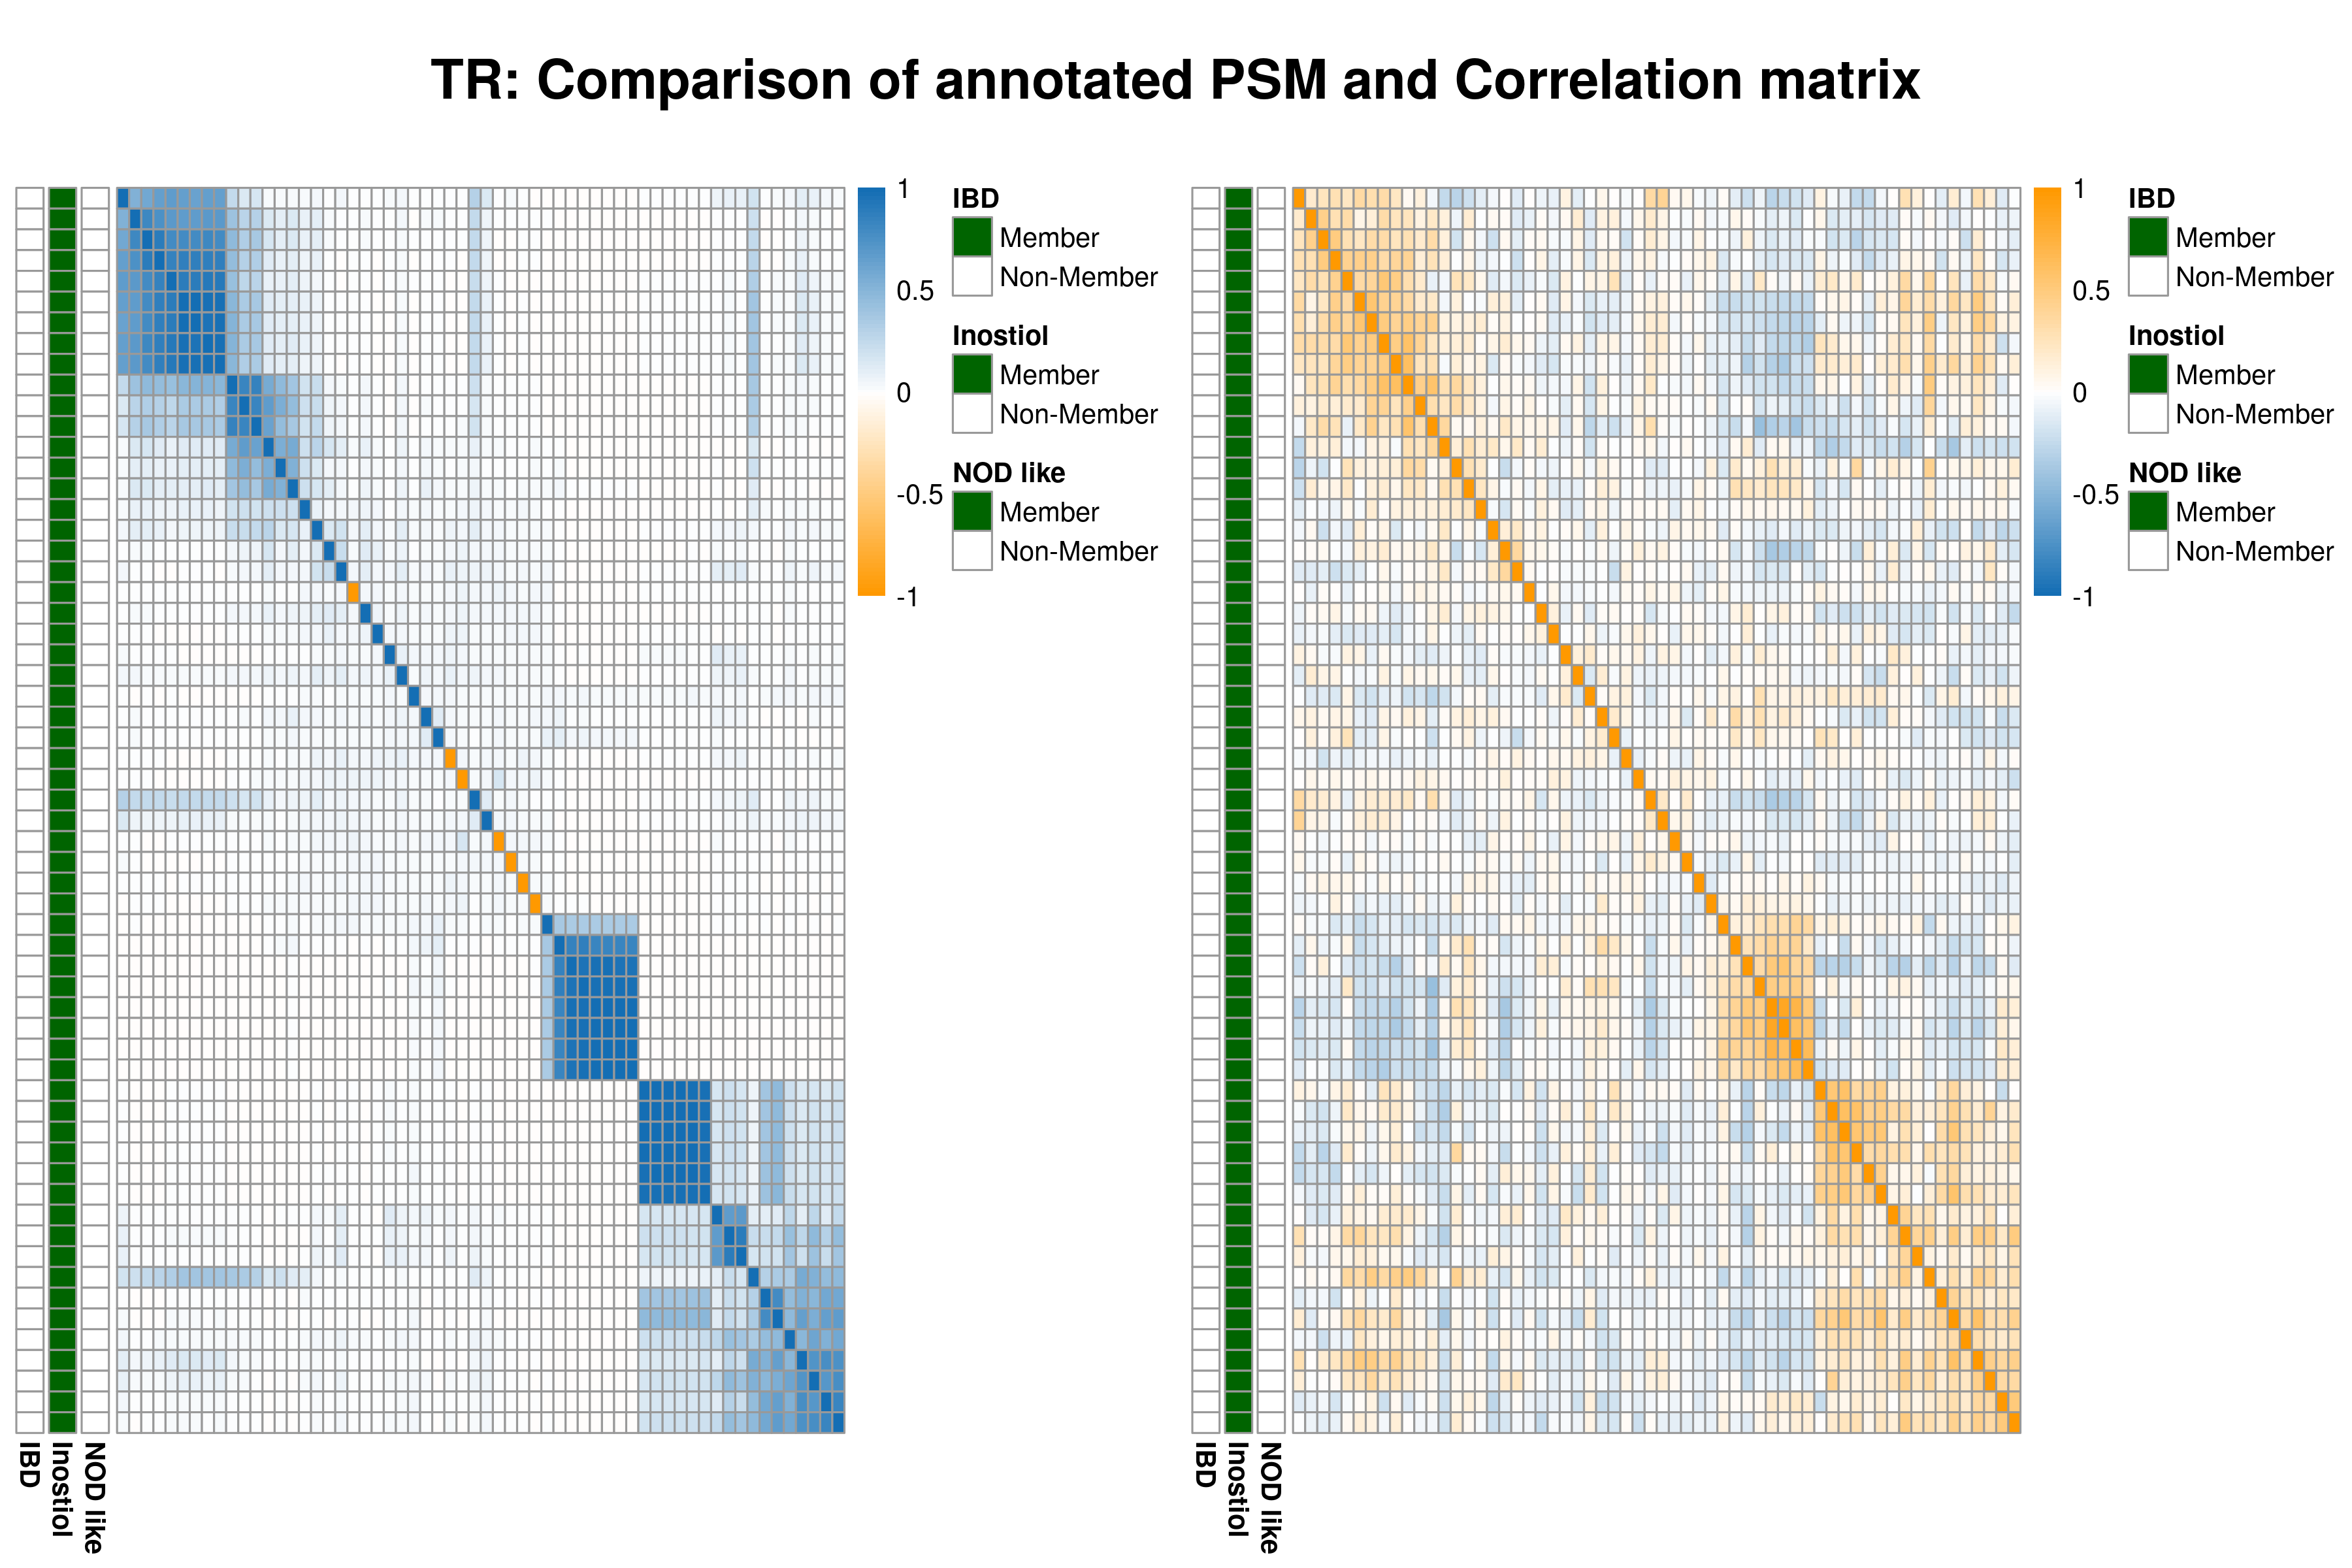 TR: Comparison of annotated PSM and Correlation matrix
1
0.5
0
-0.5
-1
IBD
Member
Non-Member
Inostiol
Member
Non-Member
NOD like
Member
Non-Member
IBD
Inostiol
NOD like
1
0.5
0
-0.5
-1
IBD
Member
Non-Member
Inostiol
Member
Non-Member
NOD like
Member
Non-Member
IBD
Inostiol
NOD like